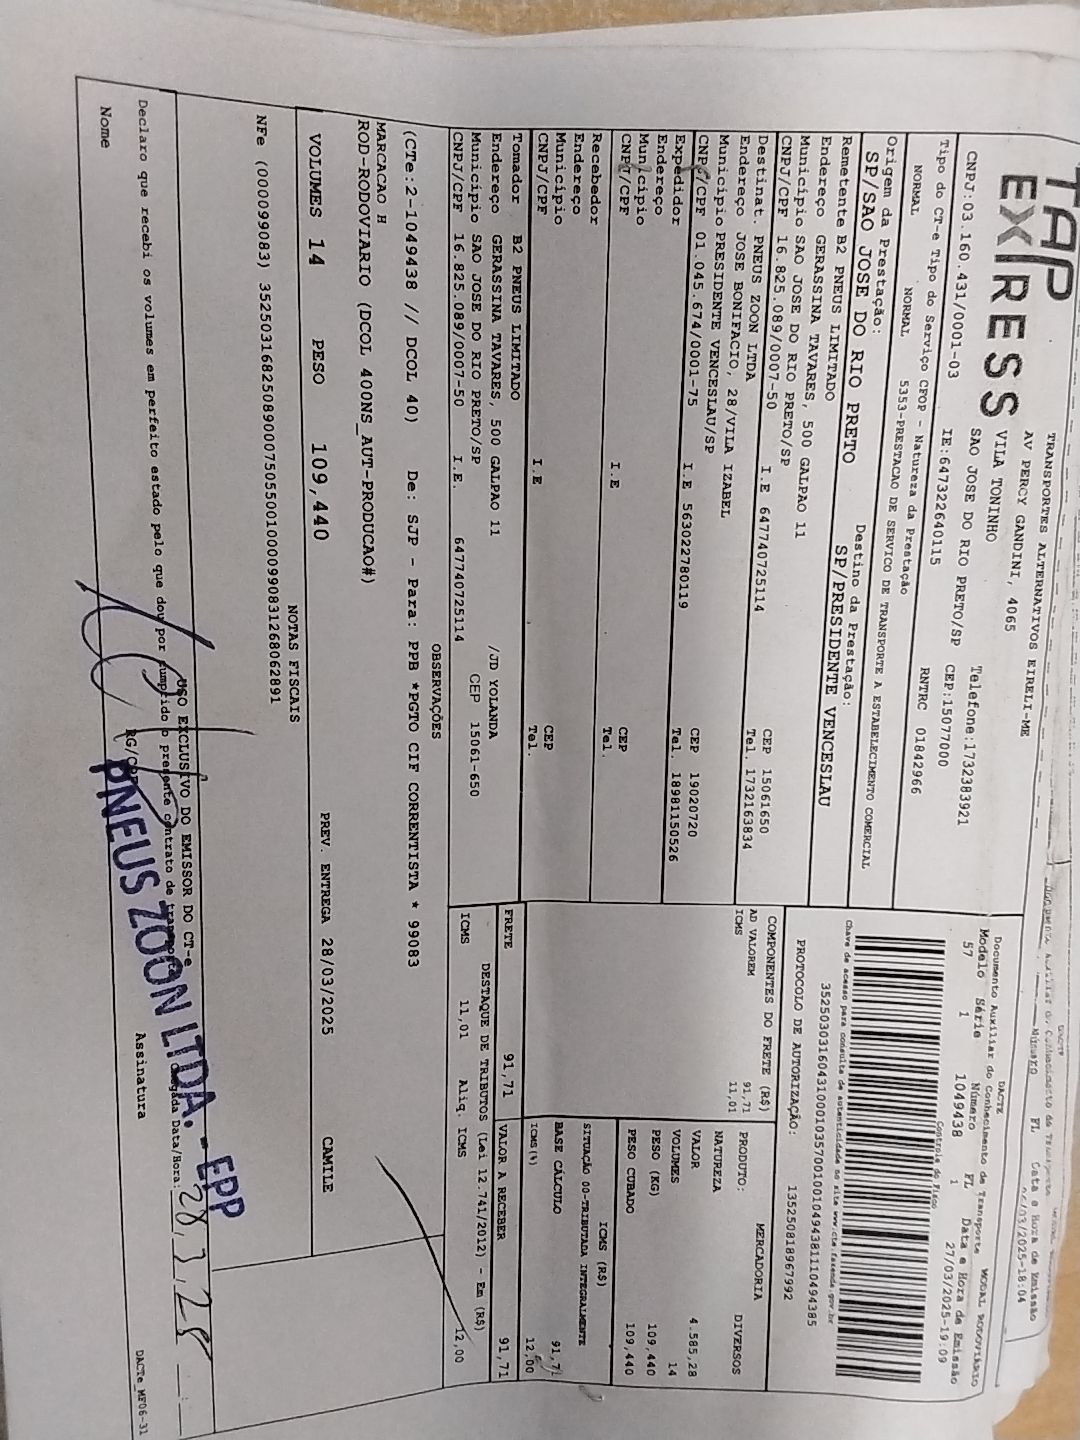 TAP
EXPRESS
TRANSPORTES ALTERNATIVOS EIRELI-ME
AV PERCY GANDINI, 4065
VILA TONINHO
SAO JOSE DO RIO PRETO/SP
Telefone:1732383921
CNPJ:03.160.431/0001-03
IE:647322640115
CEP:15077000
RNTRC 01842966
Tipo do CT-e Tipo do Serviço CFOP - Natureza da Prestação
NORMAL NORMAL 5353-PRESTACAO DE SERVICO DE TRANSPORTE A ESTABELECIMENTO COMERCIAL
Origem da Prestação: Destino da Prestação:
SP/SAO JOSE DO RIO PRETO SP/PRESIDENTE VENCESLAU
Número FL Data e Hora de Emissão
06/03/2025-18:04
DACTE
Documento Auxiliar do Conhecimento de Transporte MODAL RODOVIÁRIO
Modelo Série Número FL Data e Hora de Emissão
57 1 1049438 1 27/03/2025-19:09
Controle do Fisco
Chave de acesso para consulta de autenticidade no site www.cte.fazenda.gov.br
35250303160431000103570010010494381110494385
PROTOCOLO DE AUTORIZAÇÃO: 135250818967992
Remetente B2 PNEUS LIMITADO
Endereço GERASSINA TAVARES, 500 GALPAO 11
Município SAO JOSE DO RIO PRETO/SP CEP 15061650
CNPJ/CPF 16.825.089/0007-50 I.E 647740725114 Tel. 1732163834
Destinat. PNEUS ZOON LTDA
Endereço JOSE BONIFACIO, 28/VILA IZABEL
Município PRESIDENTE VENCESLAU/SP CEP 19020720
CNPJ/CPF 01.045.674/0001-75 I.E 563022780119 Tel. 18981150526
Expedidor
Endereço
Município CEP
CNPJ/CPF I.E Tel.
Recebedor
Endereço
Município CEP
CNPJ/CPF I.E Tel.
Tomador B2 PNEUS LIMITADO
Endereço GERASSINA TAVARES, 500 GALPAO 11 /JD YOLANDA
Município SAO JOSE DO RIO PRETO/SP CEP 15061-650
CNPJ/CPF 16.825.089/0007-50 I.E. 647740725114
COMPONENTES DO FRETE (R$)
AD VALOREM 91,71
ICMS 11,01
MERCADORIA
PRODUTO: DIVERSOS
NATUREZA
VALOR 4.585,28
VOLUMES 14
PESO (KG) 109,440
PESO CUBADO 109,440
ICMS (R$)
SITUAÇÃO 00-TRIBUTADA INTEGRALMENTE
BASE CÁLCULO 91,71
ICMS(%) 12,00
FRETE 91,71 VALOR A RECEBER 91,71
DESTAQUE DE TRIBUTOS (Lei 12.741/2012) - Em (R$)
ICMS 11,01 Aliq. ICMS 12,00
OBSERVAÇÕES
(CTe:2-1049438 // DCOL 40) De: SJP - Para: PPB *PGTO CIF CORRENTISTA * 99083
MARCACAO H
ROD-RODOVIARIO (DCOL 400NS_AUT-PRODUCAO#)
VOLUMES 14 PESO 109,440 PREV. ENTREGA 28/03/2025 CAMILE
NOTAS FISCAIS
NFe (000099083) 35250316825089000750550010000990831268062891
USO EXCLUSIVO DO EMISSOR DO CT-e
Declaro que recebi os volumes em perfeito estado pelo que dou por cumprido o presente contrato de transporte
Data/Hora: 28,3,25
Nome RG/CPF Assinatura
PNEUS ZOON LTDA. - EPP
DACTe_MF06-31